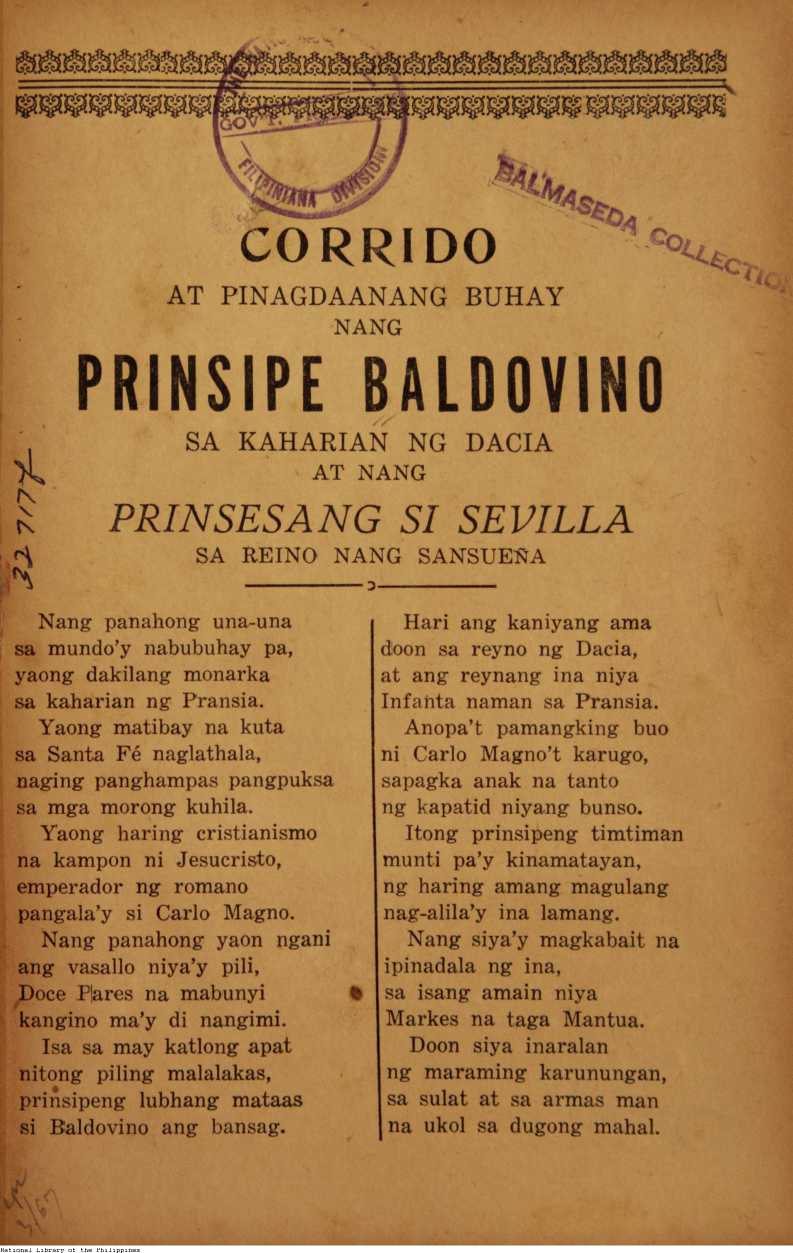 GOV'T.
FILIPINIANA DIVISION
BALMASEDA COLLECTION
CORRIDO
AT PINAGDAANANG BUHAY
NANG
PRINSIPE BALDOVINO
SA KAHARIAN NG DACIA
AT NANG
PRINSESANG SI SEVILLA
SA REINO NANG SANSUEÑA
Nang panahong una-una
sa mundo'y nabubuhay pa,
yaong dakilang monarka
sa kaharian ng Pransia.
Yaong matibay na kuta
sa Santa Fé naglathala,
naging panghampas pangpuksa
sa mga morong kuhila.
Yaong haring cristianismo
na kampon ni Jesucristo,
emperador ng romano
pangala'y si Carlo Magno.
Nang panahong yaon ngani
ang vasallo niya'y pili,
Doce Pares na mabunyi
kangino ma'y di nangimi.
Isa sa may katlong apat
nitong piling malalakas,
prinsipeng lubhang mataas
si Baldovino ang bansag.
Hari ang kaniyang ama
doon sa reyno ng Dacia,
at ang reynang ina niya
Infanta naman sa Pransia.
Anopa't pamangking buo
ni Carlo Magno't karugo,
sapagka anak na tanto
ng kapatid niyang bunso.
Itong prinsipeng timtiman
munti pa'y kinamatayan,
ng haring amang magulang
nag-alila'y ina lamang.
Nang siya'y magkabait na
ipinadala ng ina,
sa isang amain niya
Markes na taga Mantua.
Doon siya inaralan
ng maraming karunungan,
sa sulat at sa armas man
na ukol sa dugong mahal.
National Library of the Philippines